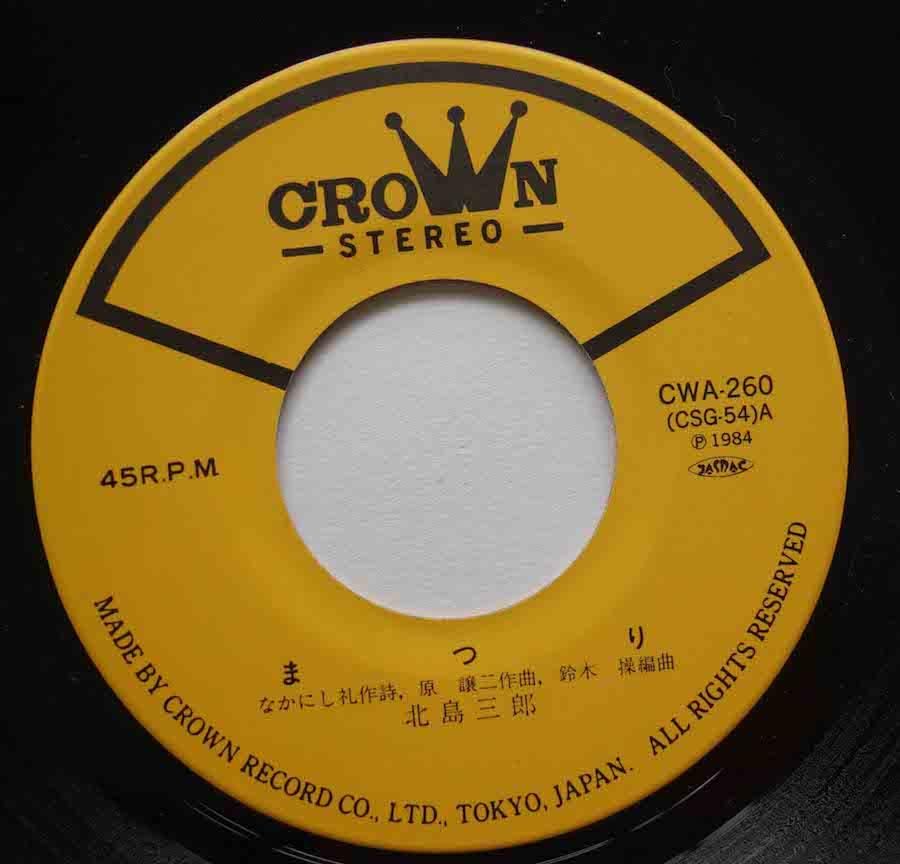 CROWN
STEREO
CWA-260
(CSG-54)A
Ⓟ 1984
JASRAC
45R.P.M
まつり
なかにし礼作詩, 原 譲二作曲, 鈴木 操編曲
北島三郎
MADE BY CROWN RECORD CO., LTD., TOKYO, JAPAN. ALL RIGHTS RESERVED